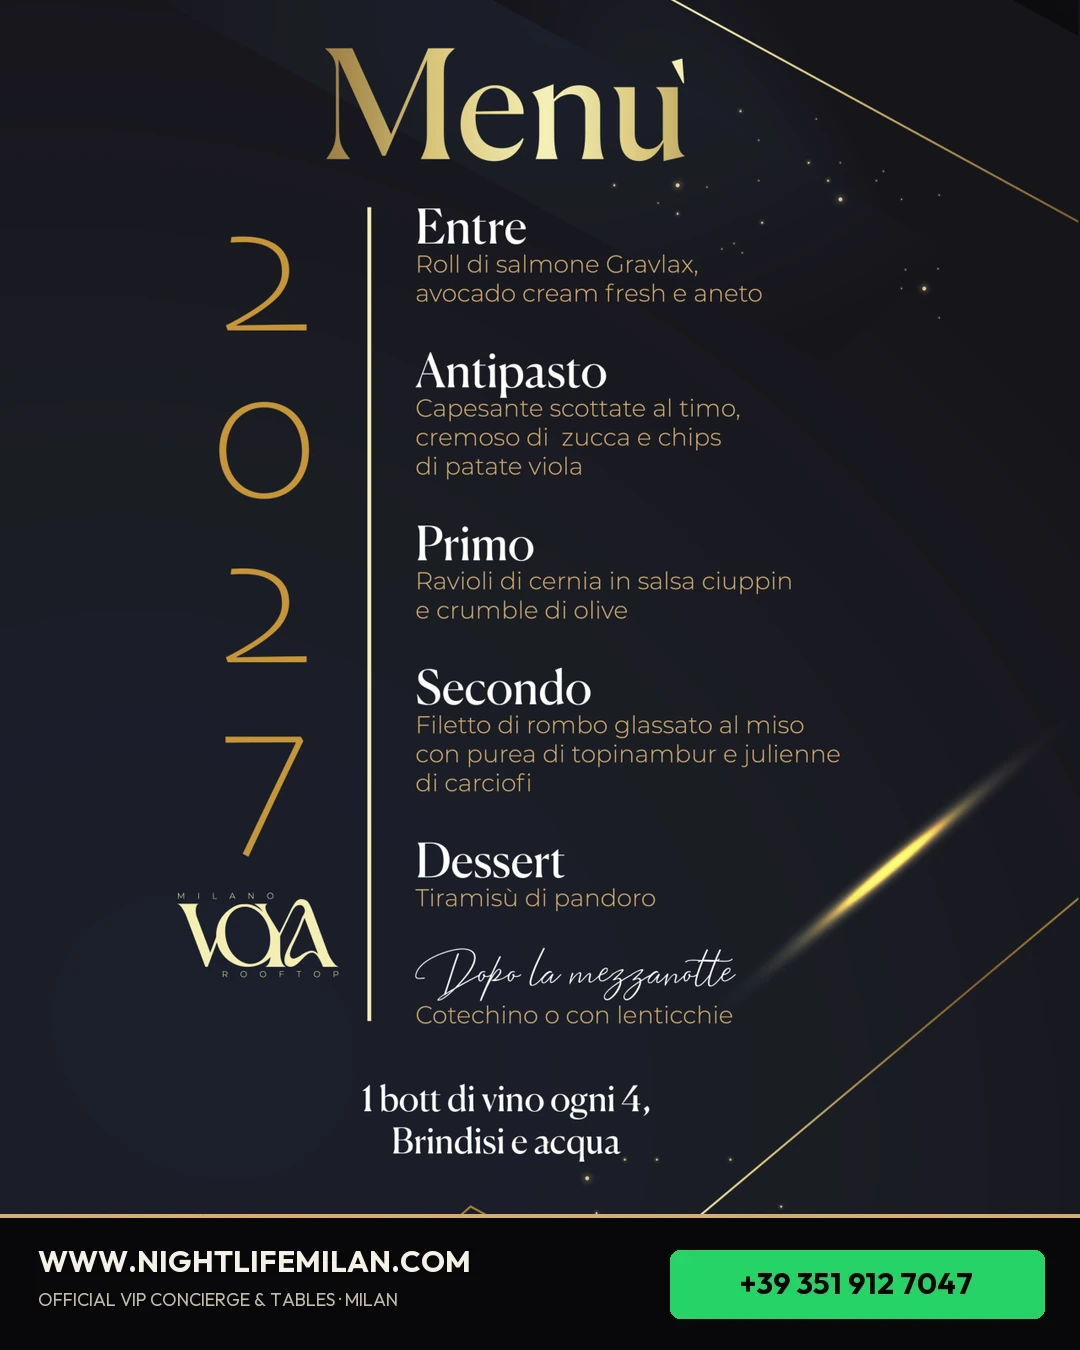 Menù
2
0
2
7
MILANO
VOYA
ROOFTOP
Entre
Roll di salmone Gravlax,
avocado cream fresh e aneto
Antipasto
Capesante scottate al timo,
cremoso di  zucca e chips
di patate viola
Primo
Ravioli di cernia in salsa ciuppin
e crumble di olive
Secondo
Filetto di rombo glassato al miso
con purea di topinambur e julienne
di carciofi
Dessert
Tiramisù di pandoro
Dopo la mezzanotte
Cotechino o con lenticchie
1 bott di vino ogni 4,
Brindisi e acqua
WWW.NIGHTLIFEMILAN.COM
OFFICIAL VIP CONCIERGE & TABLES · MILAN
+39 351 912 7047